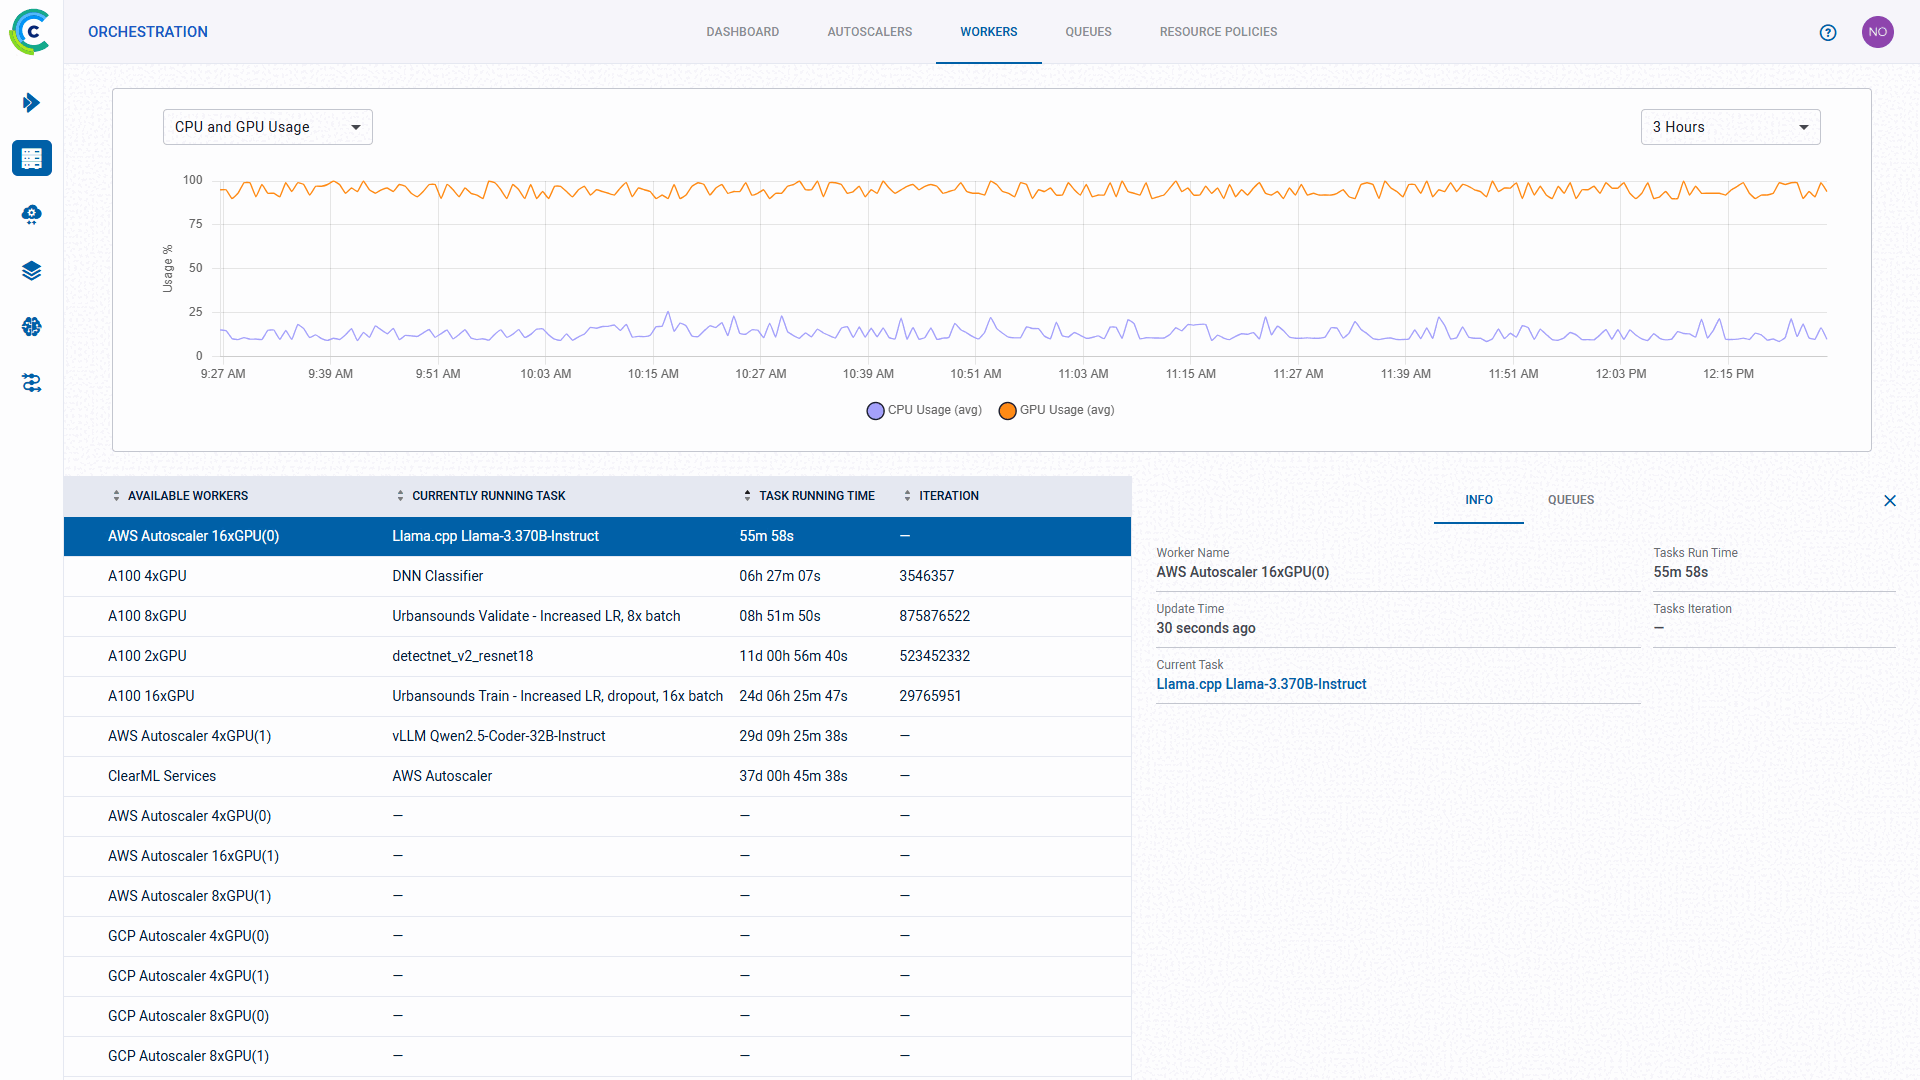 ORCHESTRATION
DASHBOARD AUTOSCALERS WORKERS QUEUES RESOURCE POLICIES
? NO
C
CPU and GPU Usage
3 Hours
Usage %
100
75
50
25
0
9:27 AM 9:39 AM 9:51 AM 10:03 AM 10:15 AM 10:27 AM 10:39 AM 10:51 AM 11:03 AM 11:15 AM 11:27 AM 11:39 AM 11:51 AM 12:03 PM 12:15 PM
CPU Usage (avg) GPU Usage (avg)
AVAILABLE WORKERS CURRENTLY RUNNING TASK TASK RUNNING TIME ITERATION
AWS Autoscaler 16xGPU(0) Llama.cpp Llama-3.370B-Instruct 55m 58s —
A100 4xGPU DNN Classifier 06h 27m 07s 3546357
A100 8xGPU Urbansounds Validate - Increased LR, 8x batch 08h 51m 50s 875876522
A100 2xGPU detectnet_v2_resnet18 11d 00h 56m 40s 523452332
A100 16xGPU Urbansounds Train - Increased LR, dropout, 16x batch 24d 06h 25m 47s 29765951
AWS Autoscaler 4xGPU(1) vLLM Qwen2.5-Coder-32B-Instruct 29d 09h 25m 38s —
ClearML Services AWS Autoscaler 37d 00h 45m 38s —
AWS Autoscaler 4xGPU(0) — — —
AWS Autoscaler 16xGPU(1) — — —
AWS Autoscaler 8xGPU(1) — — —
GCP Autoscaler 4xGPU(0) — — —
GCP Autoscaler 4xGPU(1) — — —
GCP Autoscaler 8xGPU(0) — — —
GCP Autoscaler 8xGPU(1) — — —
INFO QUEUES
Worker Name
AWS Autoscaler 16xGPU(0)
Tasks Run Time
55m 58s
Update Time
30 seconds ago
Tasks Iteration
—
Current Task
Llama.cpp Llama-3.370B-Instruct